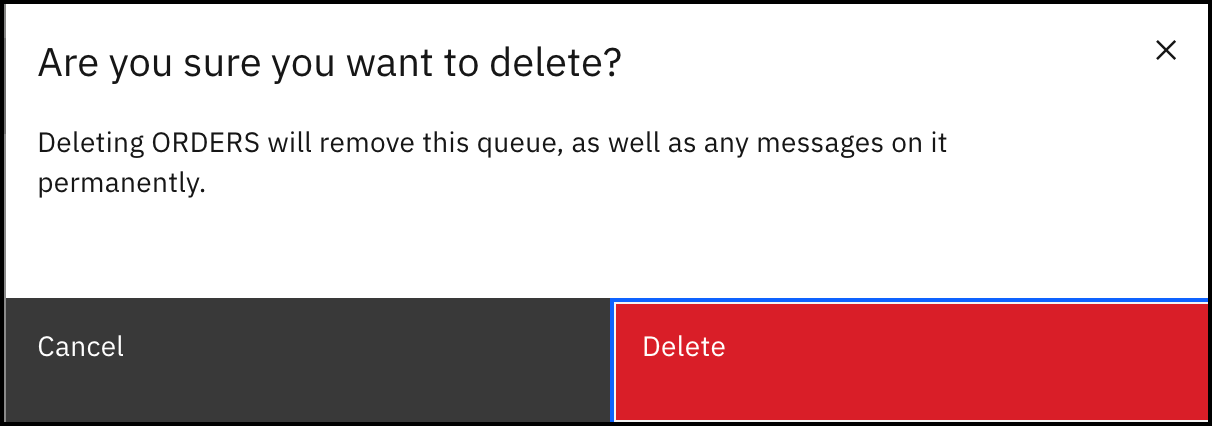 Are you sure you want to delete?
Deleting ORDERS will remove this queue, as well as any messages on it
permanently.
Cancel
Delete